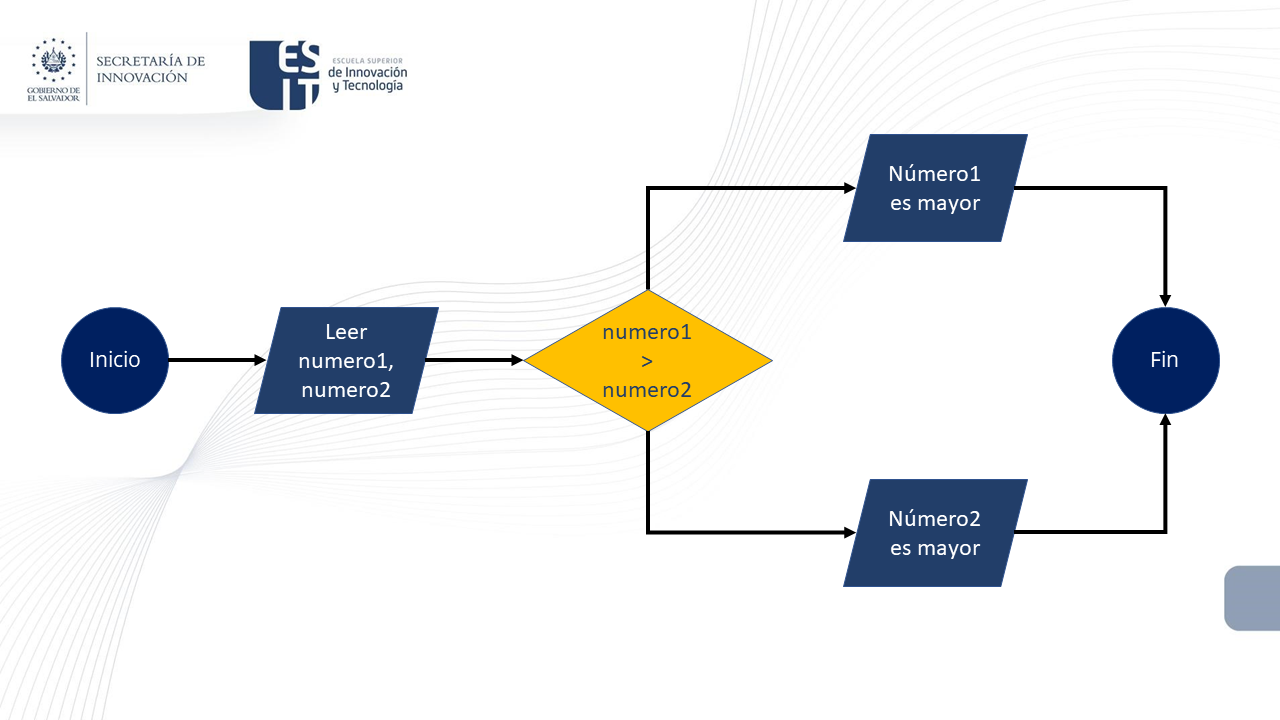 GOBIERNO DE
EL SALVADOR
SECRETARÍA DE
INNOVACIÓN
ES
IT
ESCUELA SUPERIOR
de Innovación
y Tecnología
Inicio
Leer
numero1,
numero2
numero1
>
numero2
Número1
es mayor
Número2
es mayor
Fin